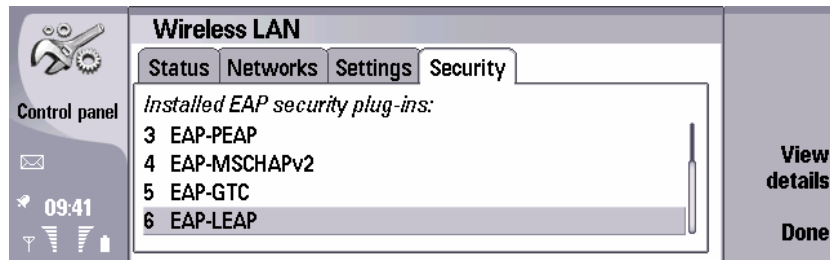 Wireless LAN
Status Networks Settings Security
Control panel
Installed EAP security plug-ins:
3 EAP-PEAP
4 EAP-MSCHAPv2
5 EAP-GTC
6 EAP-LEAP
09:41
View
details
Done